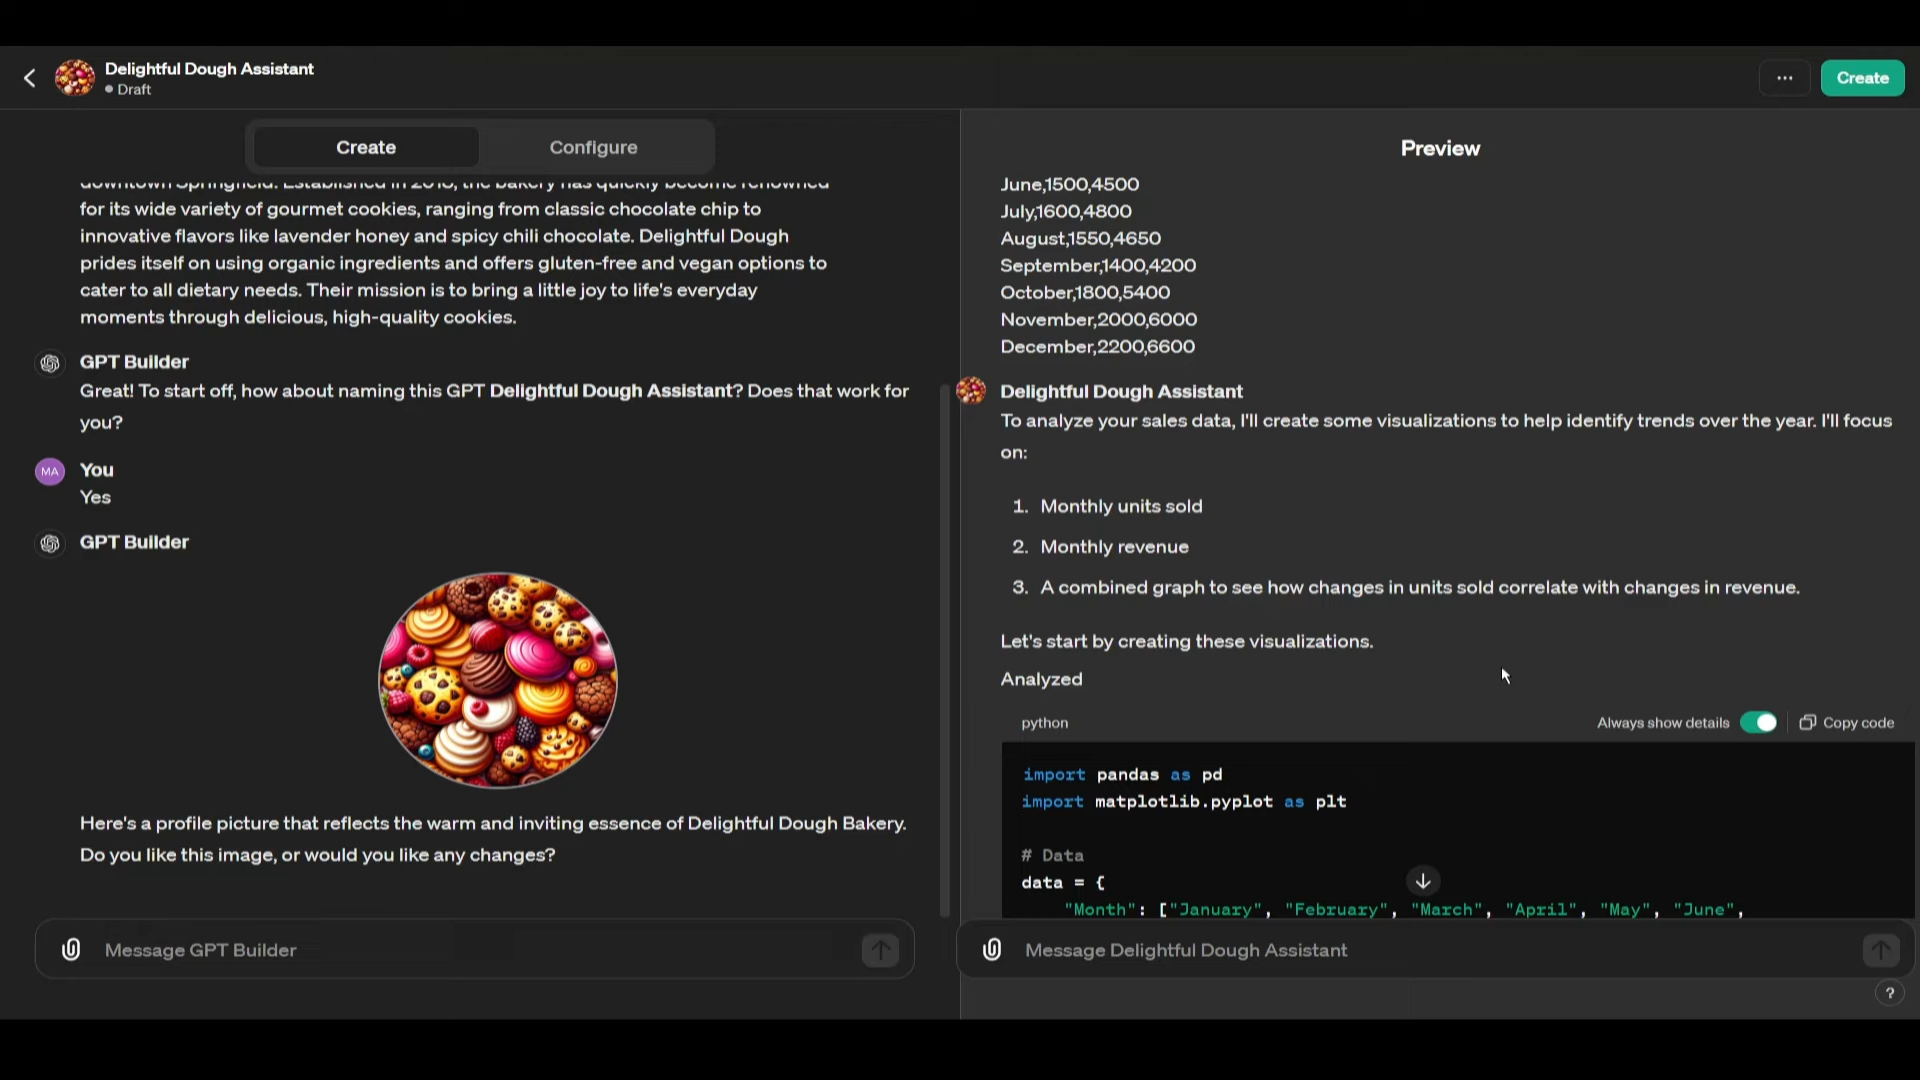 Delightful Dough Assistant
Draft
...
Create
Create
Configure
for its wide variety of gourmet cookies, ranging from classic chocolate chip to
innovative flavors like lavender honey and spicy chili chocolate. Delightful Dough
prides itself on using organic ingredients and offers gluten-free and vegan options to
cater to all dietary needs. Their mission is to bring a little joy to life's everyday
moments through delicious, high-quality cookies.
GPT Builder
Great! To start off, how about naming this GPT Delightful Dough Assistant? Does that work for
you?
MA
You
Yes
GPT Builder
Here's a profile picture that reflects the warm and inviting essence of Delightful Dough Bakery.
Do you like this image, or would you like any changes?
Message GPT Builder
Preview
June,1500,4500
July,1600,4800
August,1550,4650
September,1400,4200
October,1800,5400
November,2000,6000
December,2200,6600
Delightful Dough Assistant
To analyze your sales data, I'll create some visualizations to help identify trends over the year. I'll focus
on:
1. Monthly units sold
2. Monthly revenue
3. A combined graph to see how changes in units sold correlate with changes in revenue.
Let's start by creating these visualizations.
Analyzed
python
Always show details
Copy code
import pandas as pd
import matplotlib.pyplot as plt
# Data
data = {
"Month": ["January", "February", "March", "April", "May", "June",
Message Delightful Dough Assistant
?